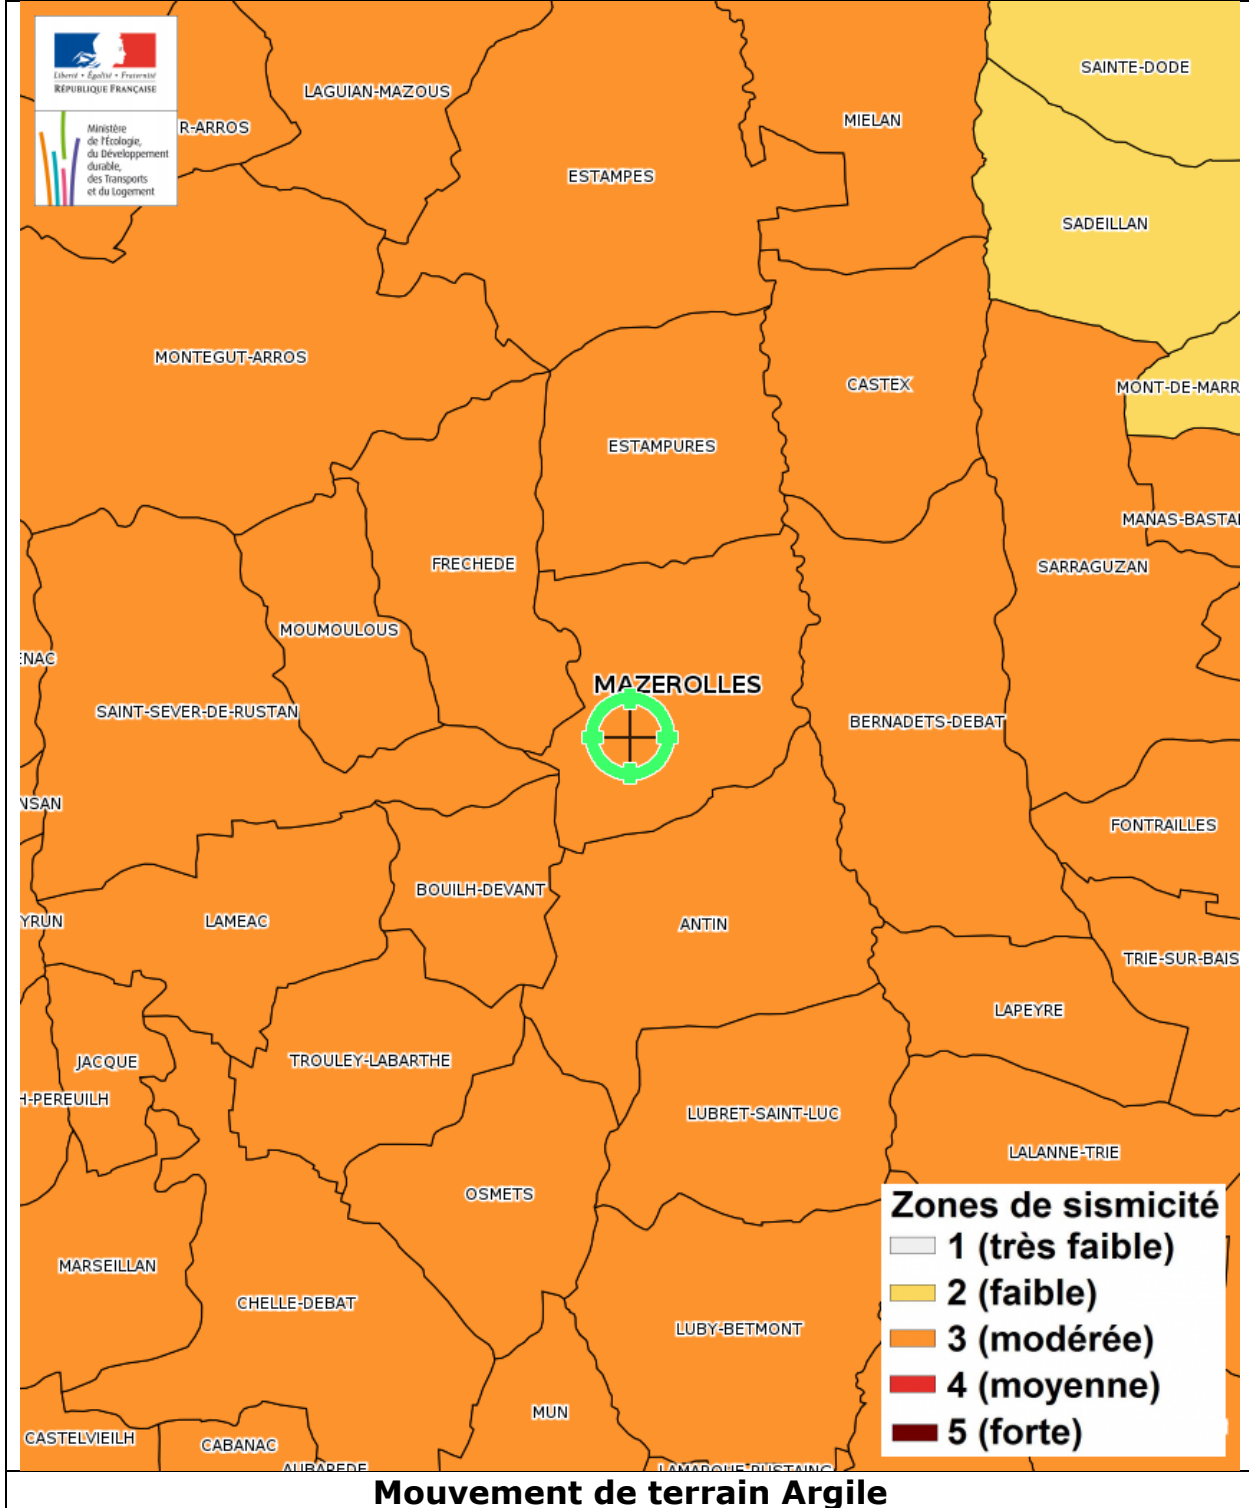 Liberté • Égalité • Fraternité
RÉPUBLIQUE FRANÇAISE
Ministère
de l'Écologie,
du Développement
durable,
des Transports
et du Logement
SAINTE-DODE
LAGUIAN-MAZOUS
MIELAN
R-ARROS
ESTAMPES
SADEILLAN
MONTEGUT-ARROS
CASTEX
MONT-DE-MARR
ESTAMPURES
MANAS-BASTA
FRECHEDE
SARRAGUZAN
MOUMOULOUS
ENAC
MAZEROLLES
SAINT-SEVER-DE-RUSTAN
BERNADETS-DEBAT
NSAN
FONTRAILLES
BOUILH-DEVANT
YRUN
LAMEAC
ANTIN
TRIE-SUR-BAIS
LAPEYRE
JACQUE
TROULEY-LABARTHE
H-PEREUILH
LUBRET-SAINT-LUC
LALANNE-TRIE
OSMETS
Zones de sismicité
1 (très faible)
2 (faible)
3 (modérée)
4 (moyenne)
5 (forte)
MARSEILLAN
CHELLE-DEBAT
LUBY-BETMONT
MUN
CASTELVIEILH
CABANAC
AUBAREDE
LAMARQUE-RUSTAING
Mouvement de terrain Argile